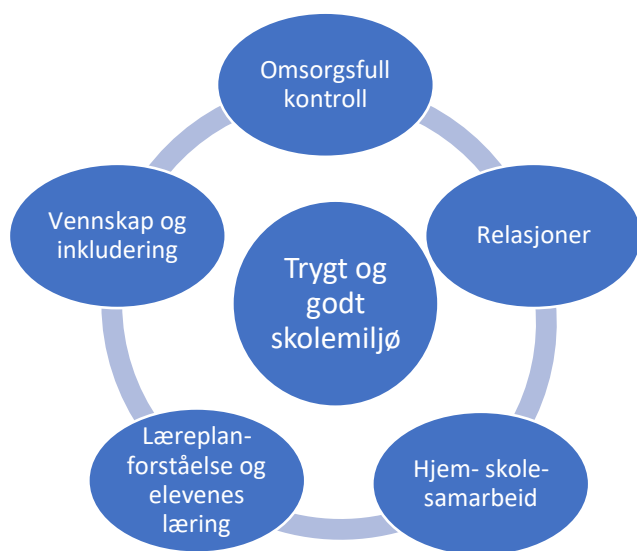 Omsorgsfull
kontroll
Vennskap og
inkludering
Relasjoner
Trygt og
godt
skolemiljø
Læreplan-
forståelse og
elevenes
læring
Hjem- skole-
samarbeid